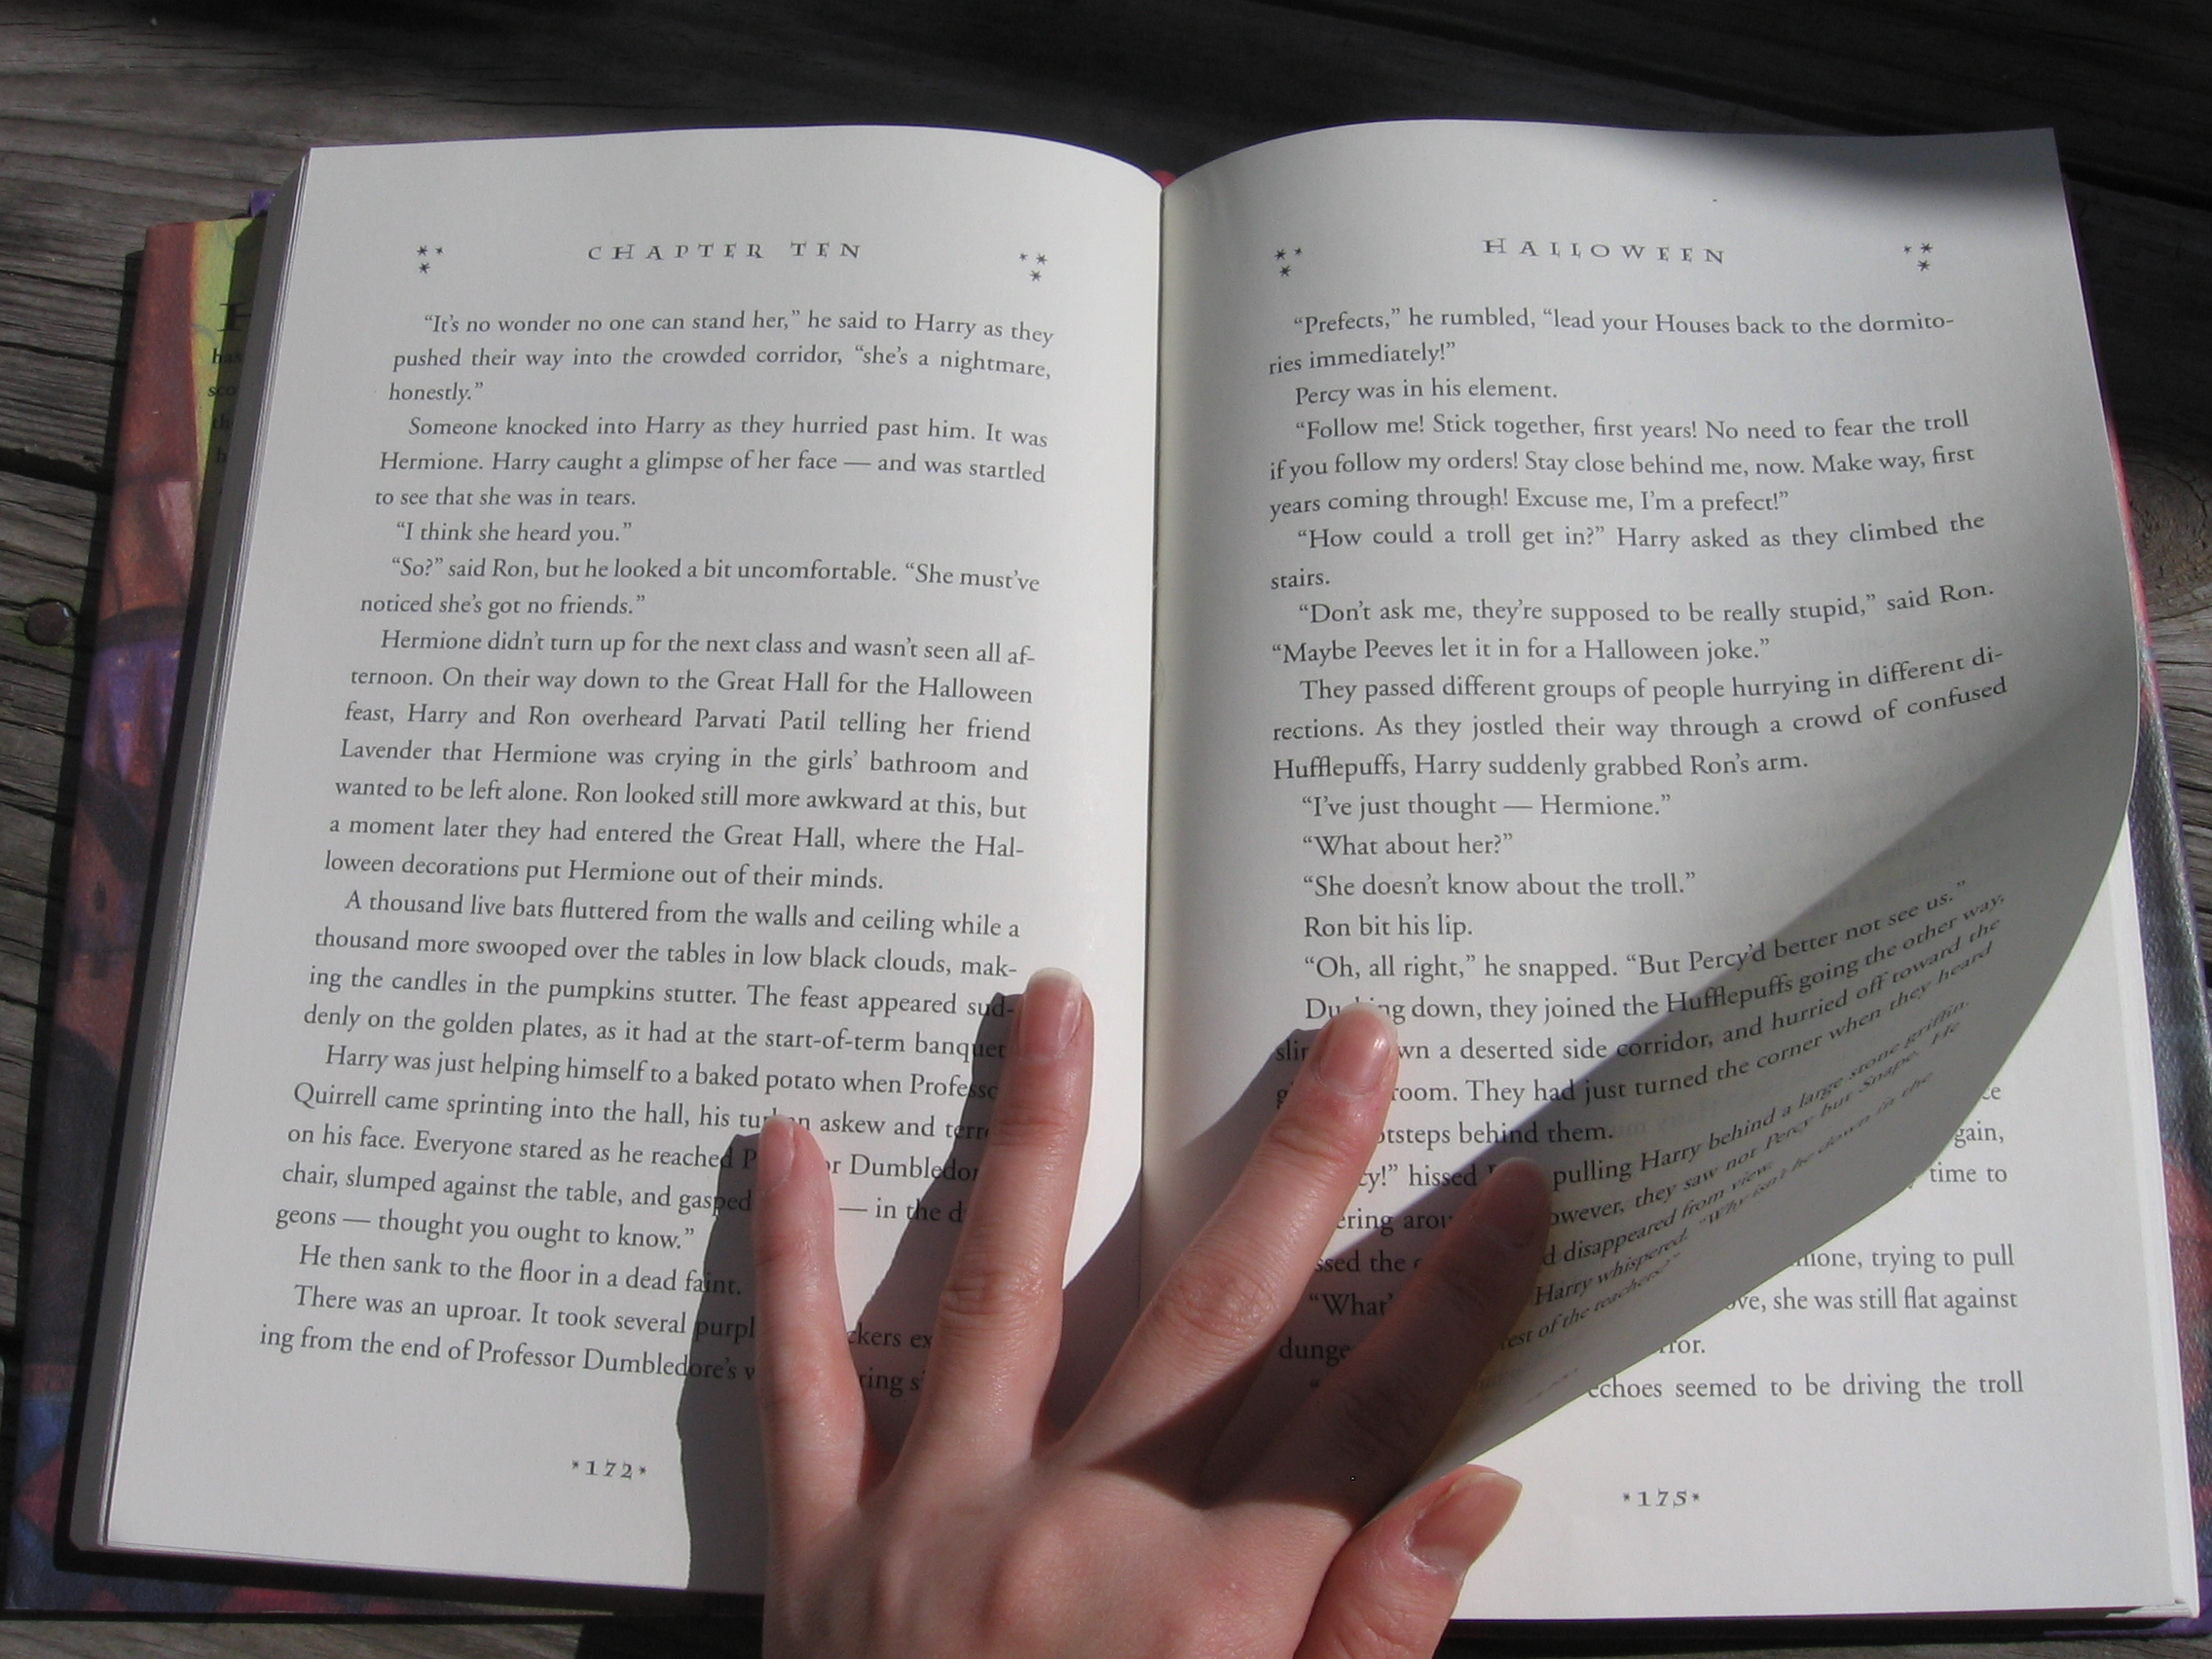 CHAPTER TEN
“It’s no wonder no one can stand her,” he said to Harry as they
pushed their way into the crowded corridor, “she’s a nightmare,
honestly.”
Someone knocked into Harry as they hurried past him. It was
Hermione. Harry caught a glimpse of her face — and was startled
to see that she was in tears.
“I think she heard you.”
“So?” said Ron, but he looked a bit uncomfortable. “She must’ve
noticed she’s got no friends.”
Hermione didn’t turn up for the next class and wasn’t seen all af-
ternoon. On their way down to the Great Hall for the Halloween
feast, Harry and Ron overheard Parvati Patil telling her friend
Lavender that Hermione was crying in the girls’ bathroom and
wanted to be left alone. Ron looked still more awkward at this, but
a moment later they had entered the Great Hall, where the Hal-
loween decorations put Hermione out of their minds.
A thousand live bats fluttered from the walls and ceiling while a
thousand more swooped over the tables in low black clouds, mak-
ing the candles in the pumpkins stutter. The feast appeared sud-
denly on the golden plates, as it had at the start-of-term banquet
Harry was just helping himself to a baked potato when
Quirrell came sprinting into the hall, his askew and
on his face. Everyone stared as he reached
chair, slumped against the table, and gasped — in the
geons — thought you ought to know.”
He then sank to the floor in a dead faint.
There was an uproar. It took several
ing from the end of Professor Dumbledore’s
*172*
HALLOWEEN
“Prefects,” he rumbled, “lead your Houses back to the dormito-
ries immediately!”
Percy was in his element.
“Follow me! Stick together, first years! No need to fear the troll
if you follow my orders! Stay close behind me, now. Make way, first
years coming through! Excuse me, I’m a prefect!”
“How could a troll get in?” Harry asked as they climbed the
stairs.
“Don’t ask me, they’re supposed to be really stupid,” said Ron.
“Maybe Peeves let it in for a Halloween joke.”
They passed different groups of people hurrying in different di-
rections. As they jostled their way through a crowd of confused
Hufflepuffs, Harry suddenly grabbed Ron’s arm.
“I’ve just thought — Hermione.”
“What about her?”
“She doesn’t know about the troll.”
Ron bit his lip.
“Oh, all right,” he snapped. “But Percy’d better not see us.”
down, they joined the Hufflepuffs going the other way,
a deserted side corridor, and hurried off toward the
They had just turned the corner when they heard
behind them.
hissed pulling Harry behind a large stone griffin.
they saw not Percy but Snape. He
disappeared from view.
Harry whispered. “Why isn’t he down in the
of the teachers?”
time to
trying to pull
she was still flat against
echoes seemed to be driving the troll
*175*